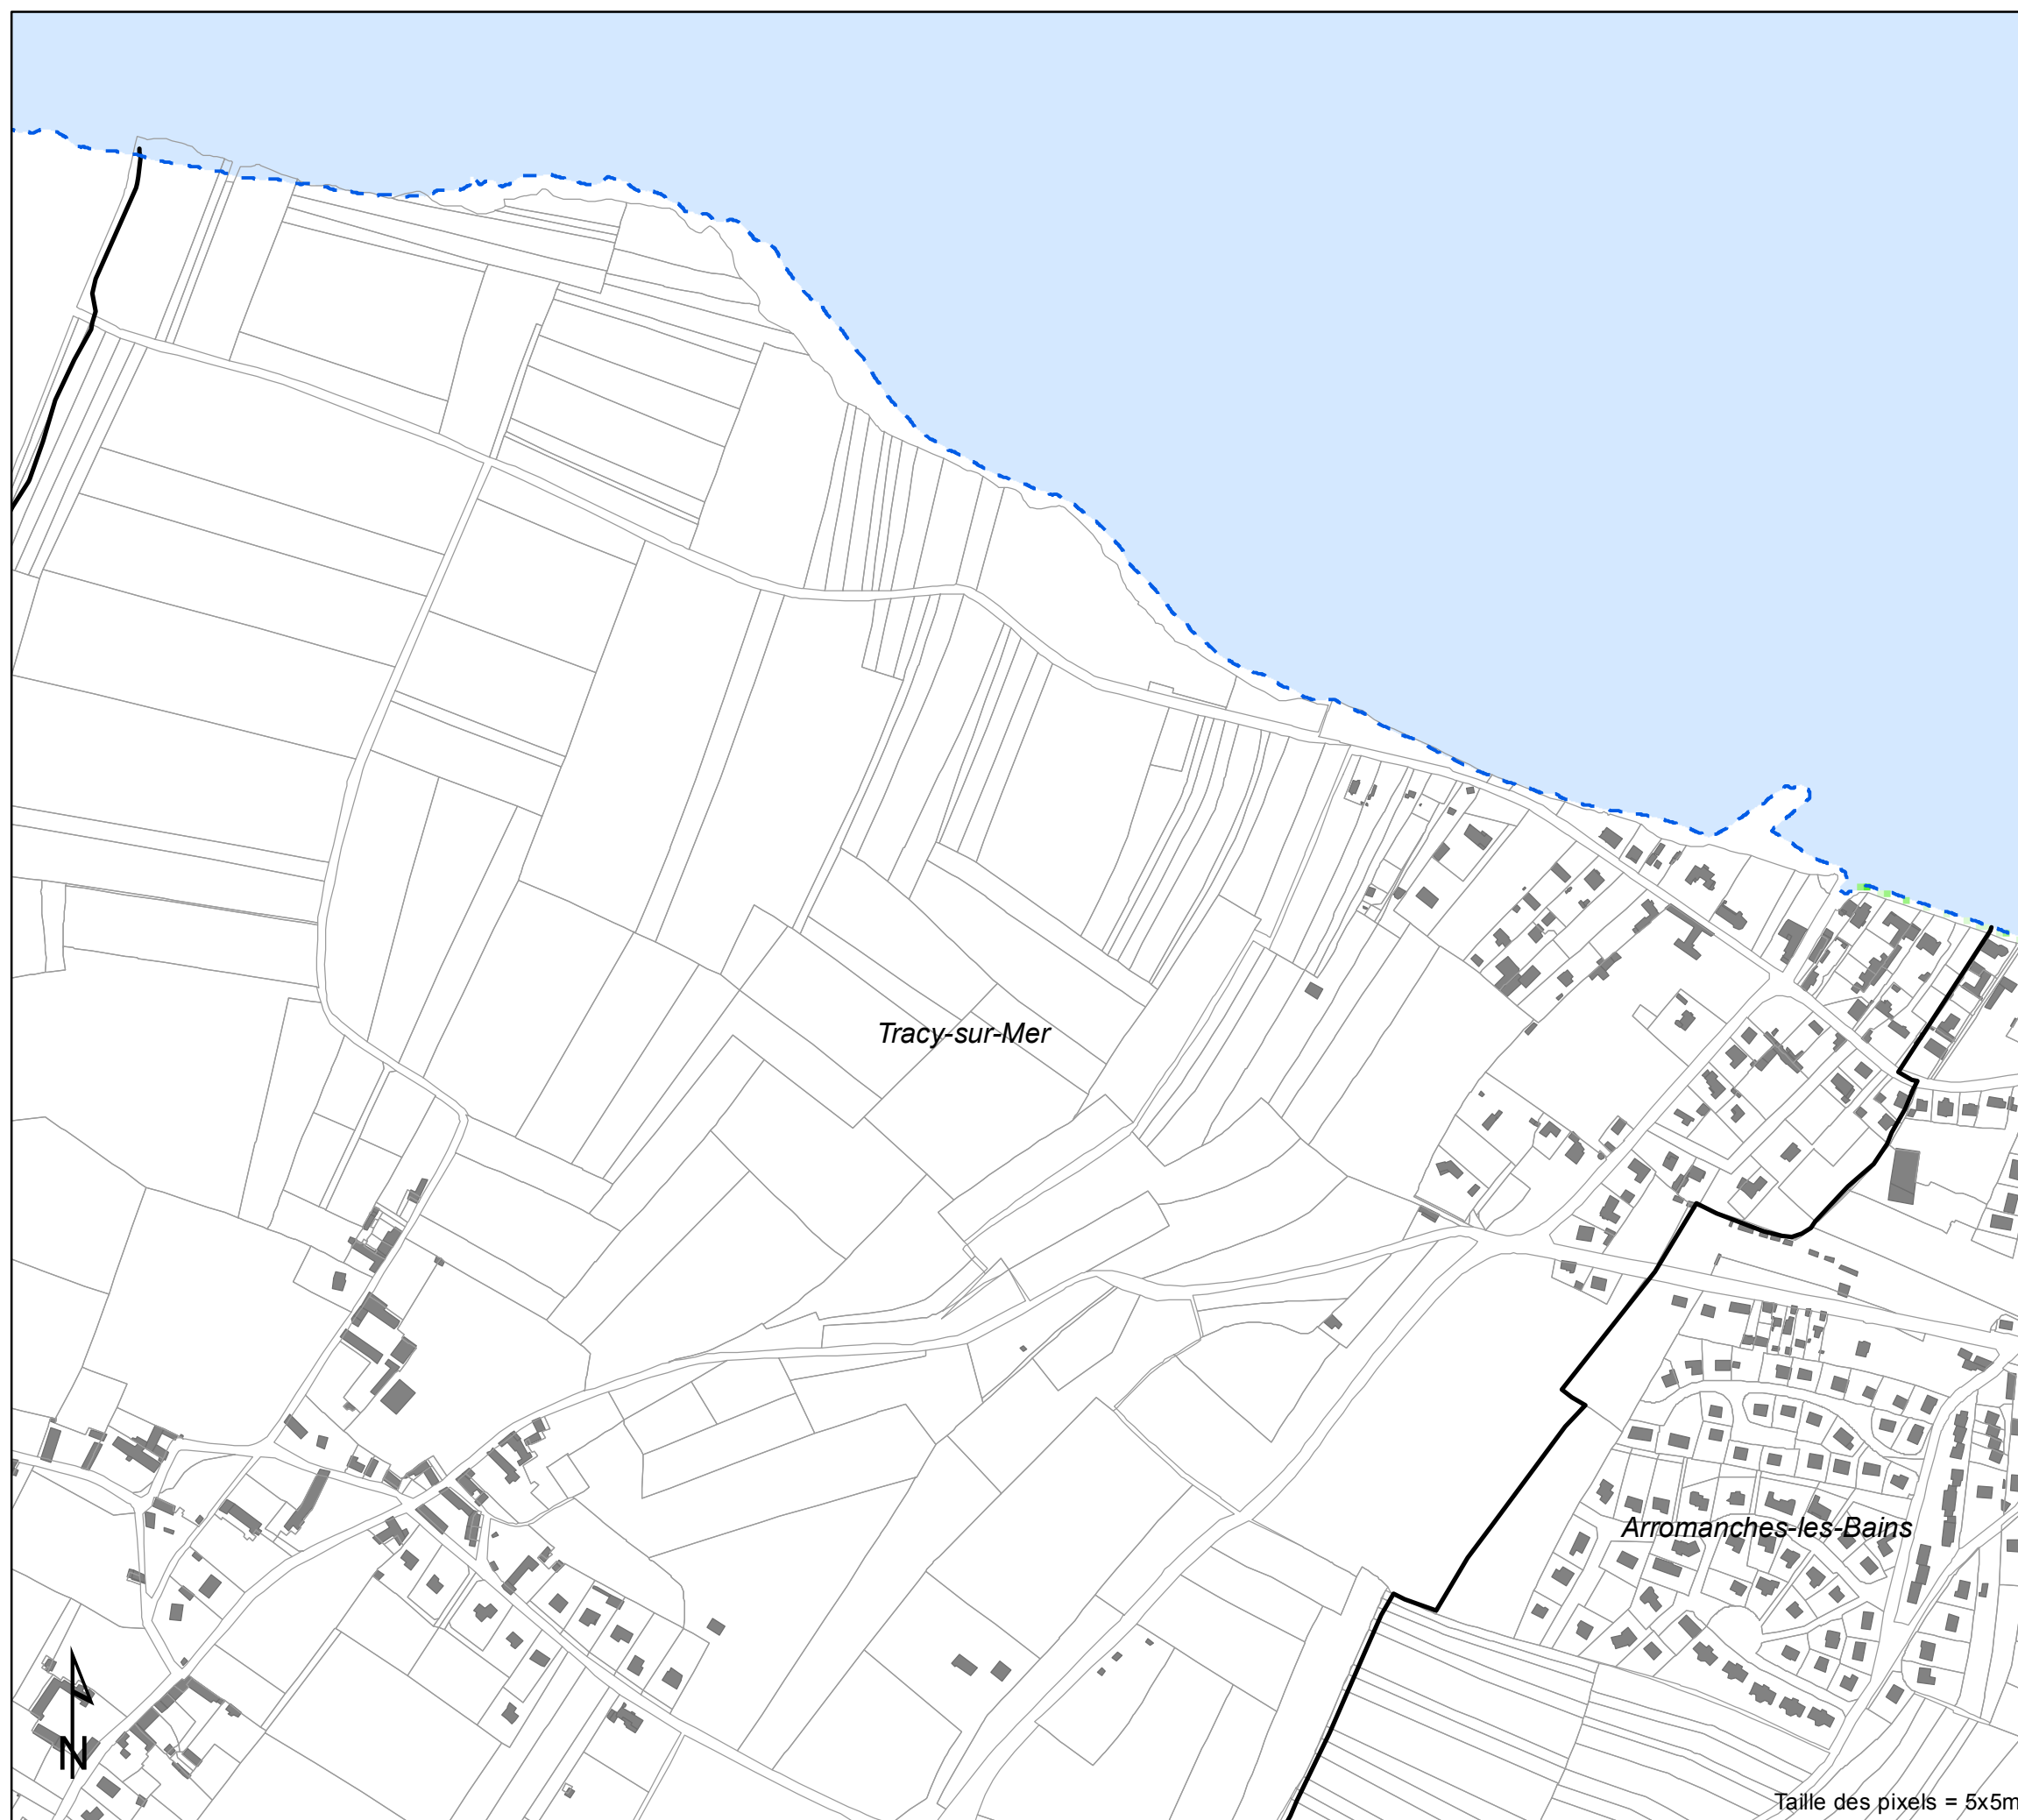 Tracy-sur-Mer
Arromanches-les-Bains
N
Taille des pixels = 5x5m